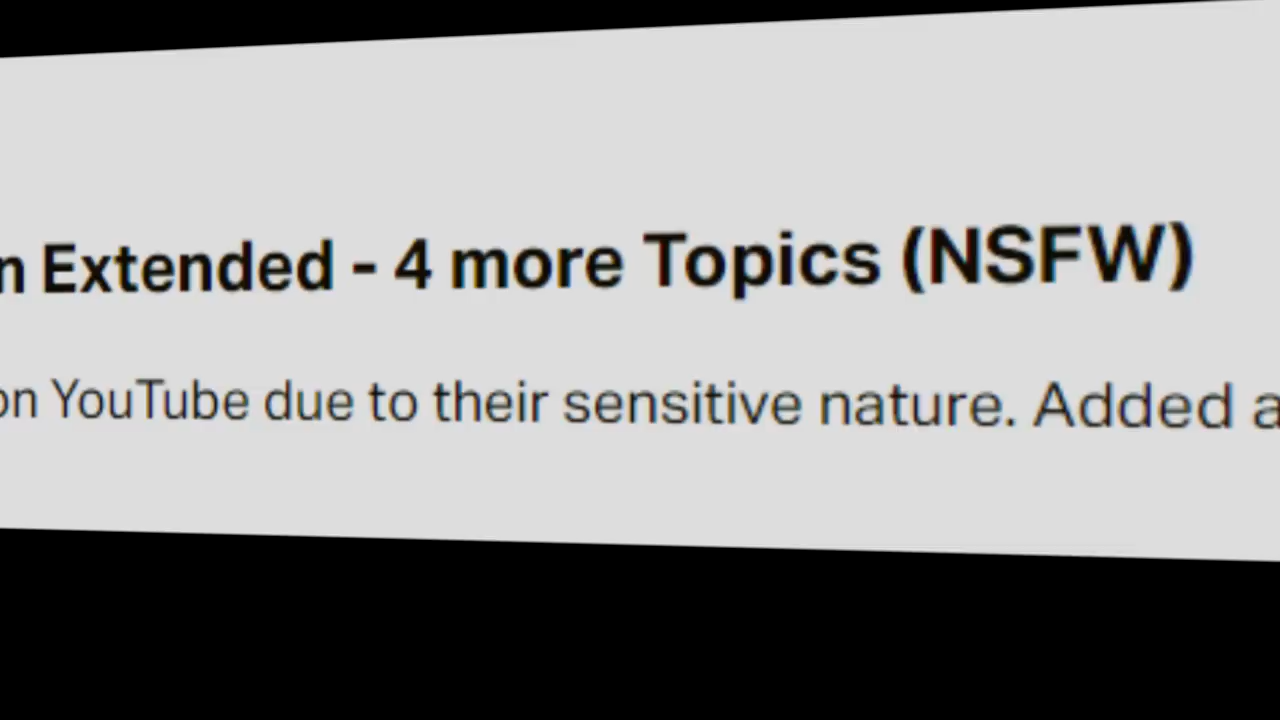 n Extended - 4 more Topics (NSFW)
on YouTube due to their sensitive nature. Added a